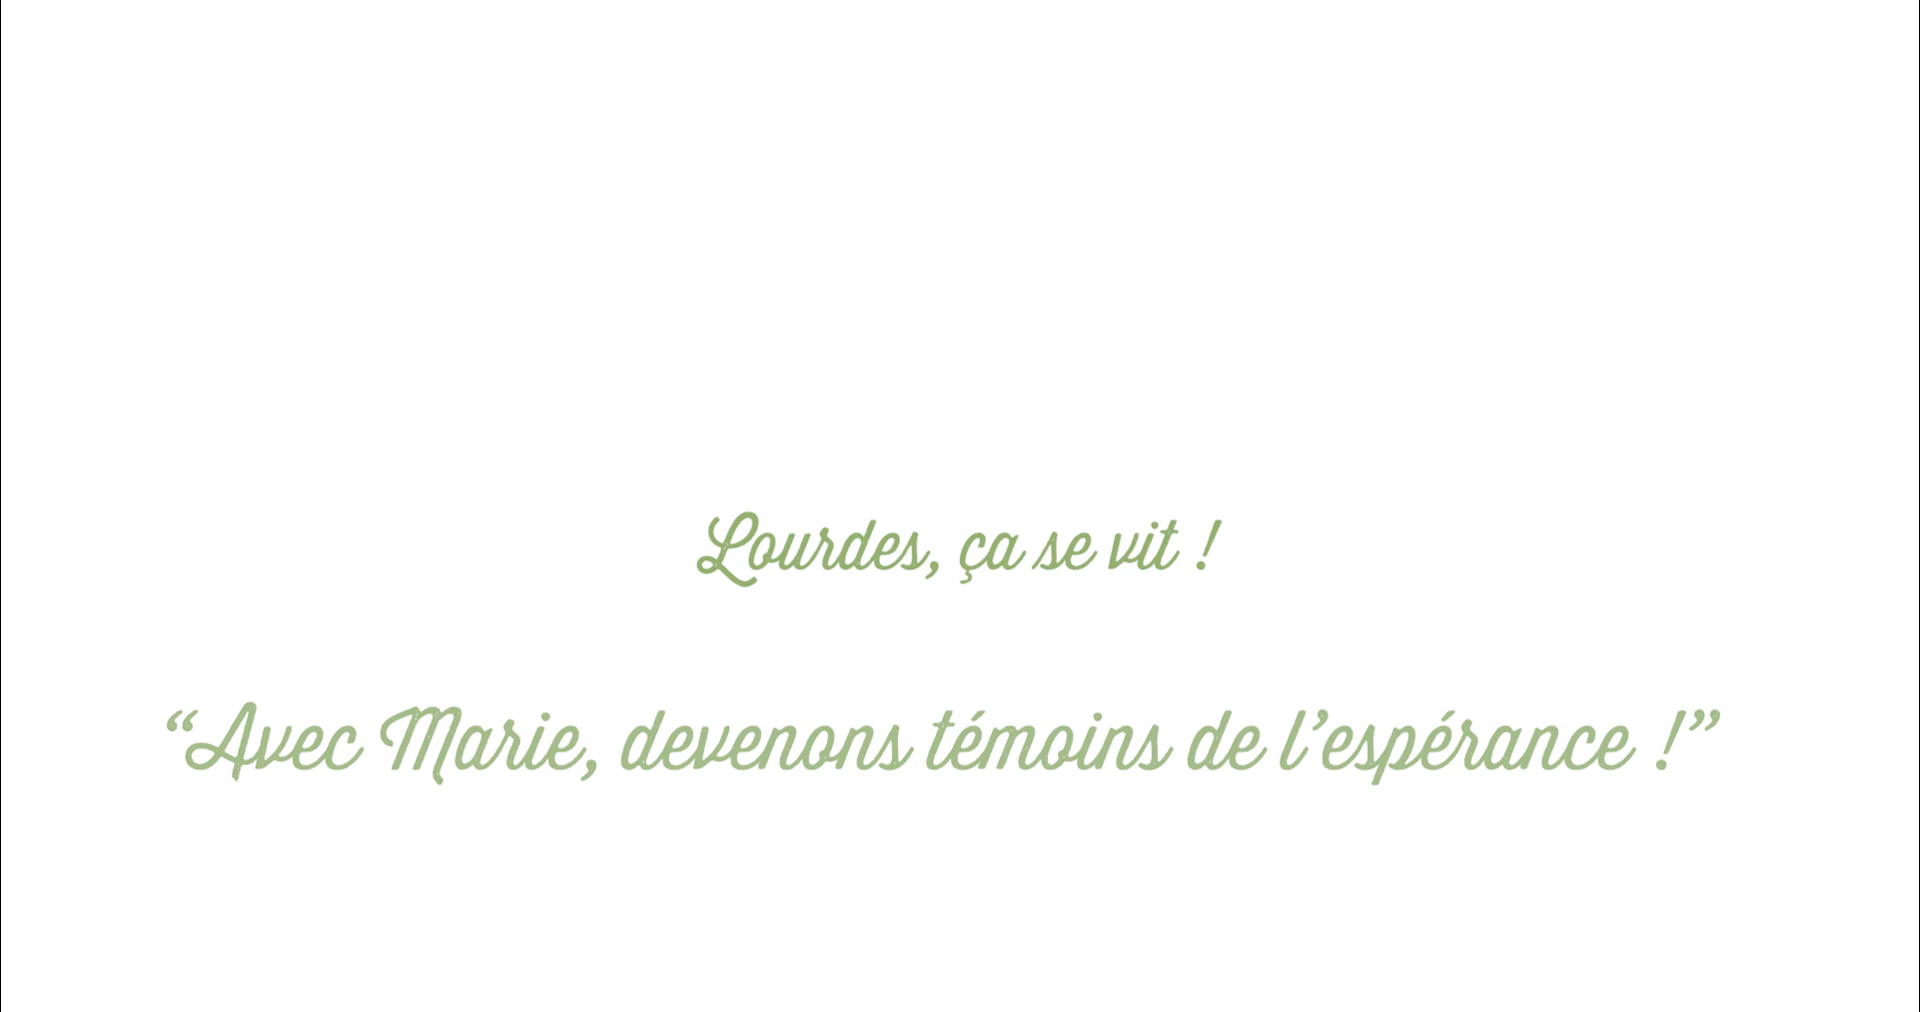 Lourdes, ça se vit !
“Avec Marie, devenons témoins de l’espérance !”